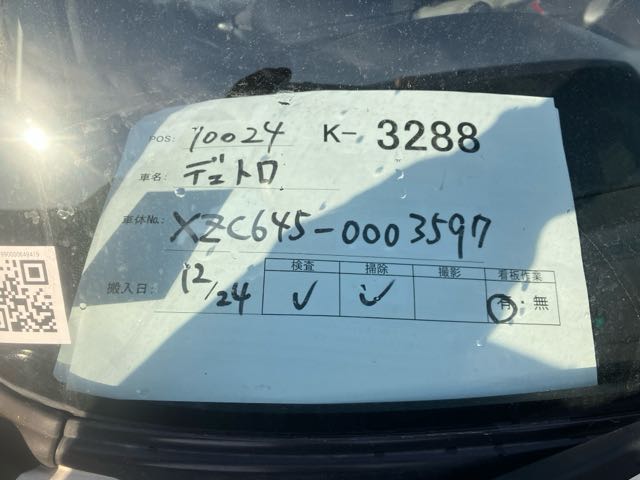 POS: 10024 K- 3288
車名: デュトロ
車体No.: XZC645-0003597
搬入日: 12/24
検査 掃除 撮影 看板作業
✓ ✓ 有・無